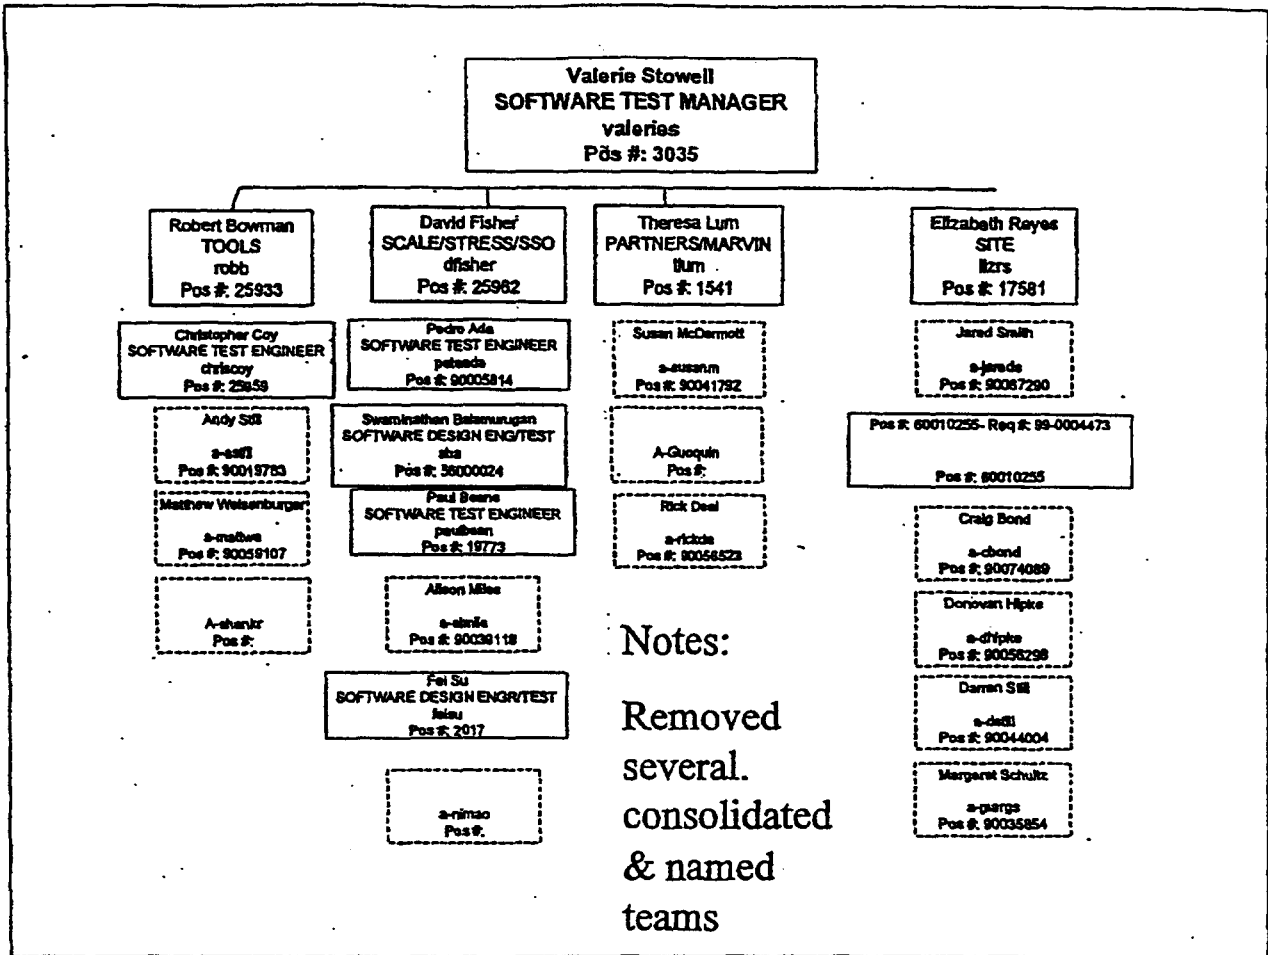 Valerie Stowell
SOFTWARE TEST MANAGER
valeries
Pos #: 3035
Robert Bowman
TOOLS
robb
Pos #: 25933
David Fisher
SCALE/STRESS/SSO
dfisher
Pos #: 25962
Theresa Lum
PARTNERS/MARVIN
tlum
Pos #: 1541
Elizabeth Reyes
SITE
lizrs
Pos #: 17581
Christopher Coy
SOFTWARE TEST ENGINEER
chriscoy
Pos #: 25959
Andy Still
a-astil
Pos #: 90019763
Matthew Weisenburger
a-mattwe
Pos #: 90059107
A-shankr
Pos #:
Pedro Ada
SOFTWARE TEST ENGINEER
peteada
Pos #: 90005814
Swaminathan Balamurugan
SOFTWARE DESIGN ENG/TEST
sba
Pos #: 36000024
Paul Beane
SOFTWARE TEST ENGINEER
paulbean
Pos #: 19773
Alison Miles
Pos #: 90039118
Fei Su
SOFTWARE DESIGN ENGR/TEST
feisu
Pos #: 2017
a-nimao
Pos #:
Susan McDermott
a-susanm
Pos #: 90041792
A-Guoquin
Pos #:
Rick Deal
a-rickde
Pos #: 90056523
Jared Smith
a-jareds
Pos #: 90067290
Pos #: 60010255- Req #: 99-0004473
Pos #: 60010255
Craig Bond
a-cbond
Pos #: 90074089
Donovan Hipke
a-dhipke
Pos #: 90056298
Darren Still
a-dstil
Pos #: 90044004
Margaret Schultz
a-margs
Pos #: 90035854
Notes:
Removed
several.
consolidated
& named
teams